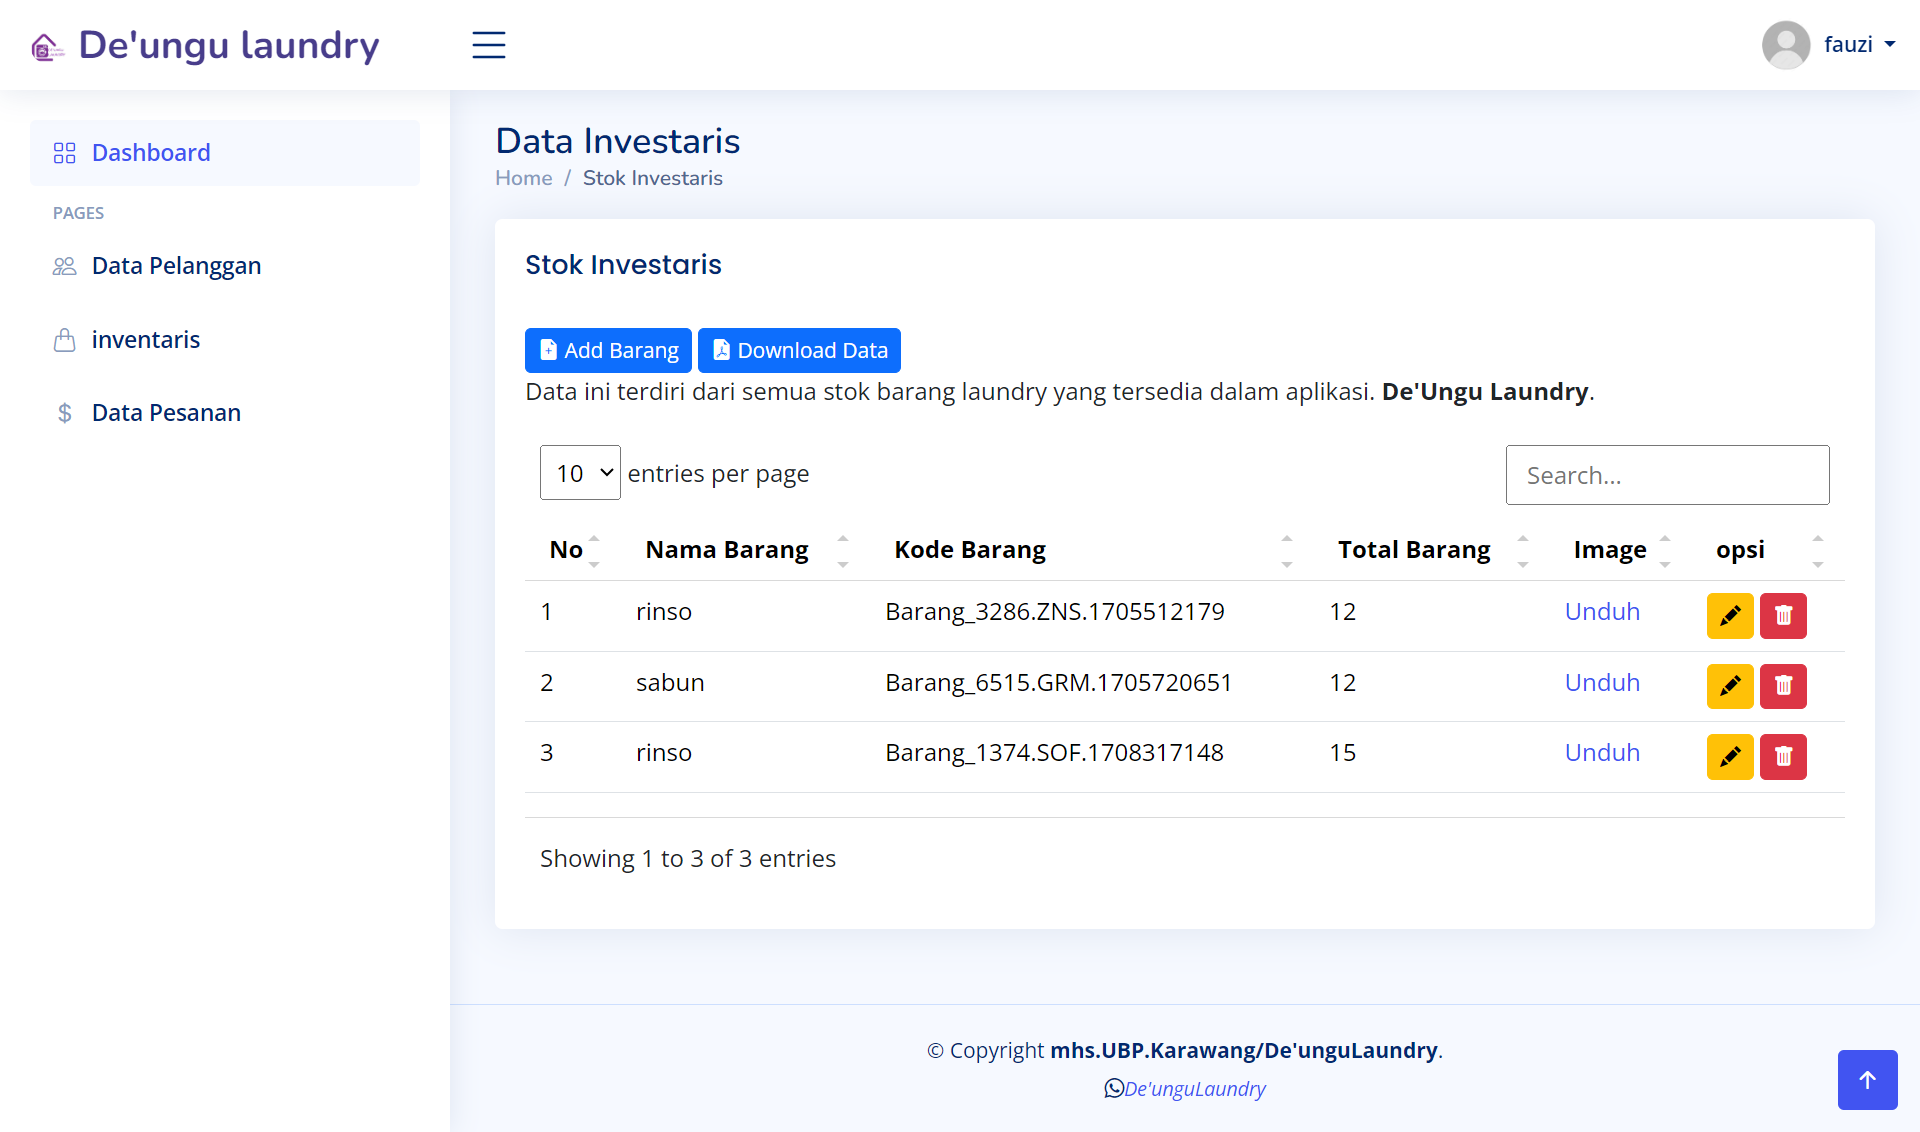 De'ungu laundry
fauzi
Dashboard
PAGES
Data Pelanggan
inventaris
Data Pesanan
Data Investaris
Home / Stok Investaris
Stok Investaris
Add Barang Download Data
Data ini terdiri dari semua stok barang laundry yang tersedia dalam aplikasi. De'Ungu Laundry.
10 entries per page
Search...
No Nama Barang Kode Barang Total Barang Image opsi
1 rinso Barang_3286.ZNS.1705512179 12 Unduh
2 sabun Barang_6515.GRM.1705720651 12 Unduh
3 rinso Barang_1374.SOF.1708317148 15 Unduh
Showing 1 to 3 of 3 entries
© Copyright mhs.UBP.Karawang/De'unguLaundry.
De'unguLaundry